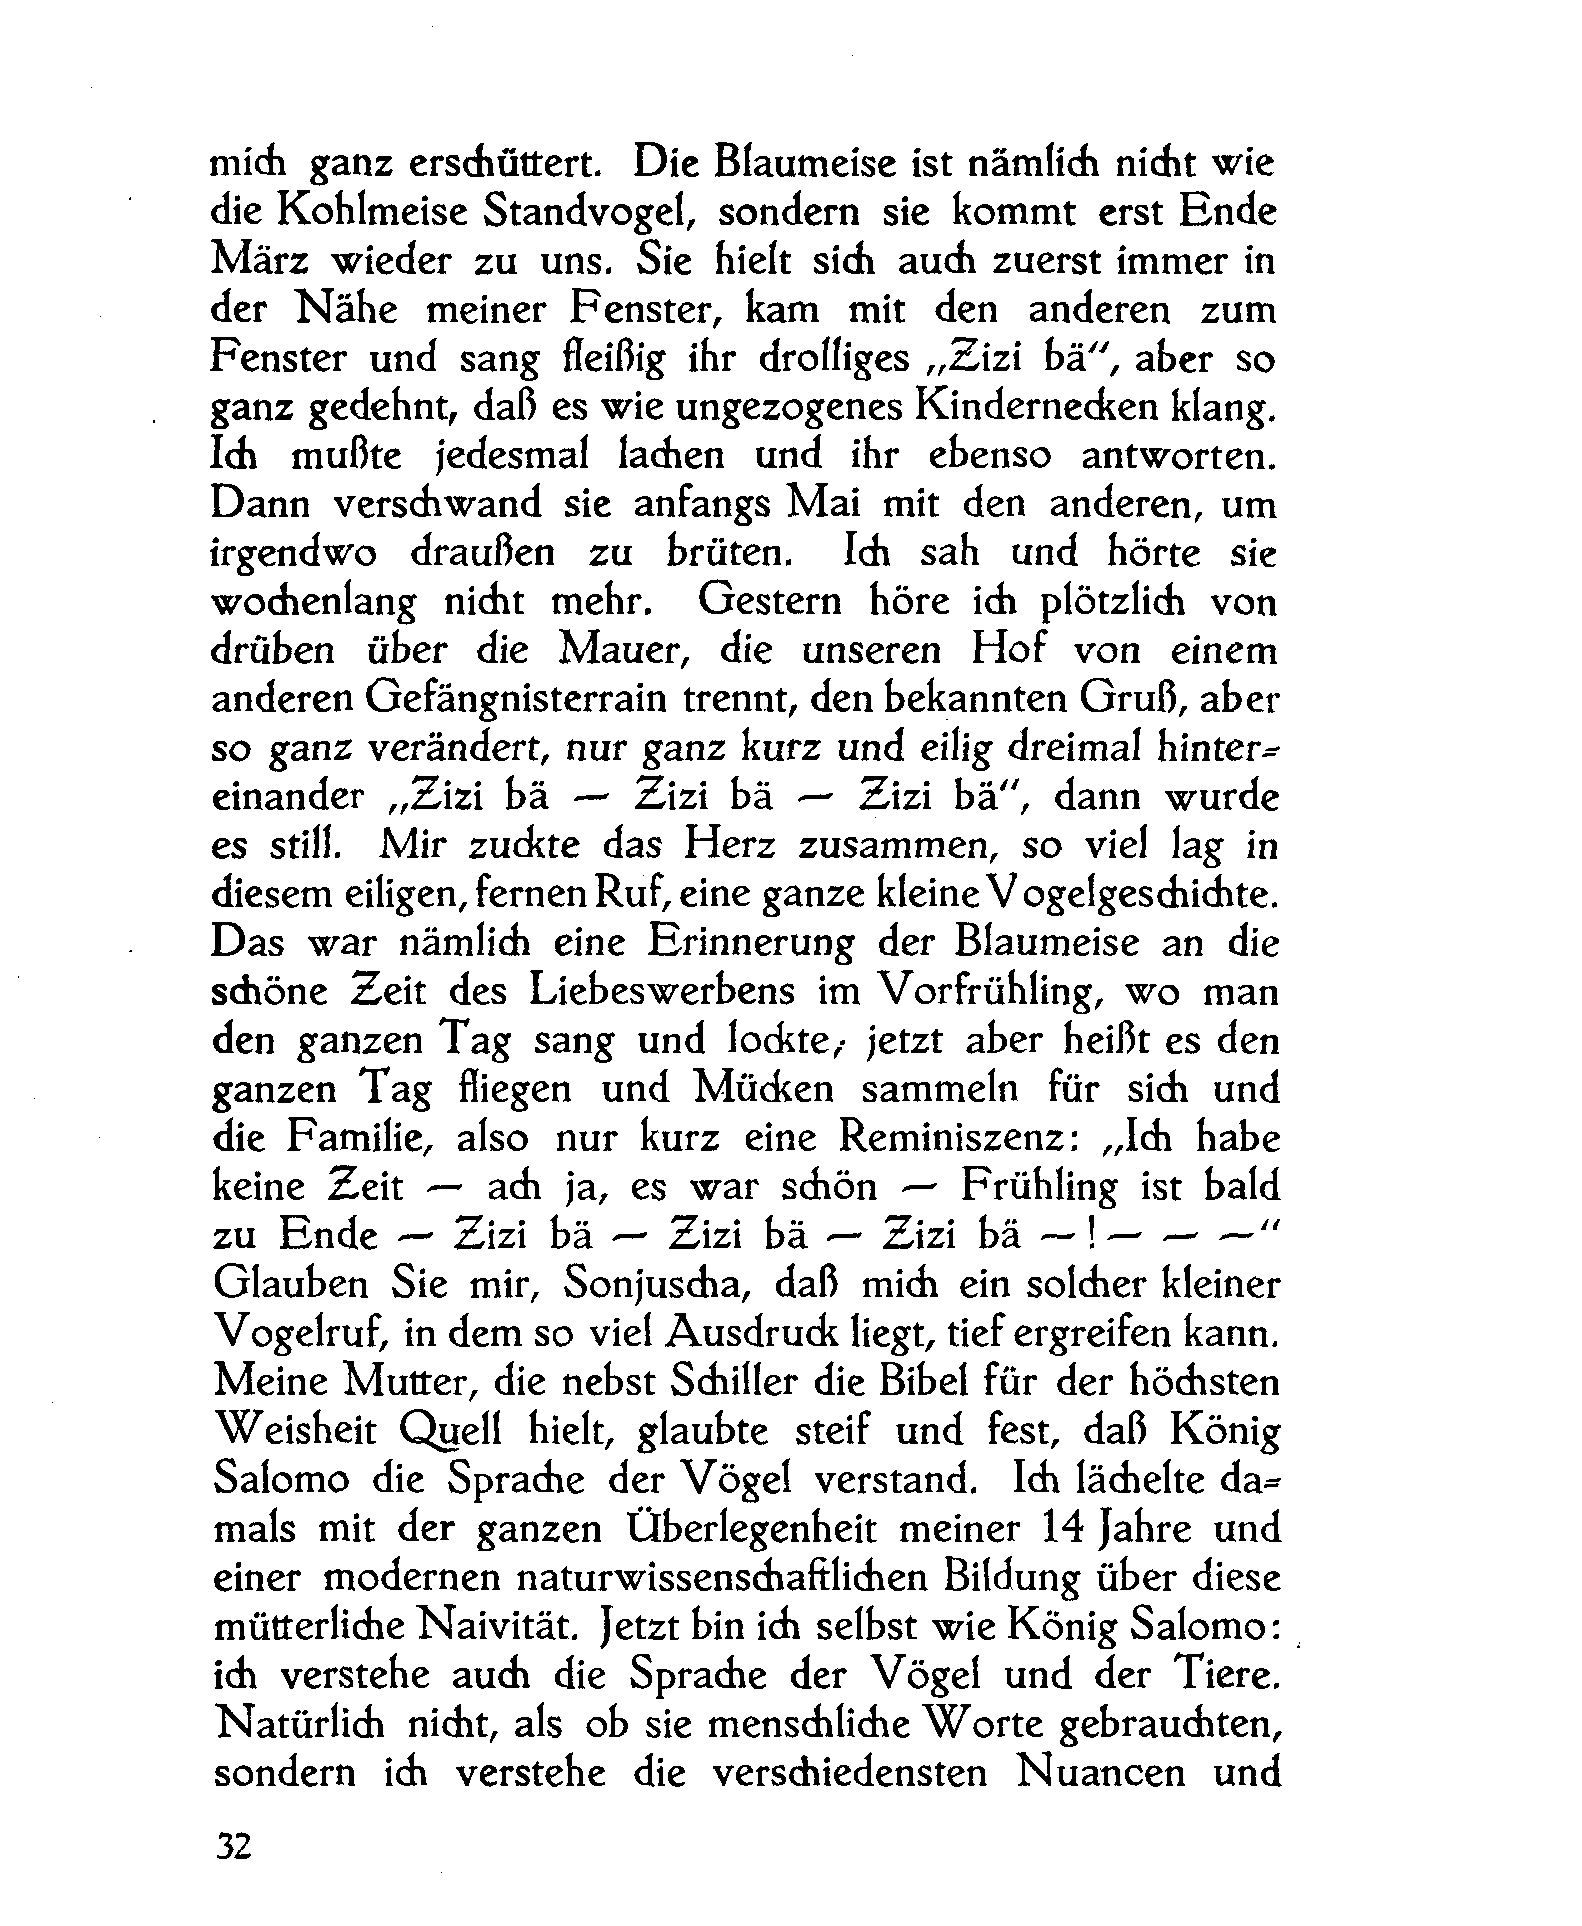 mich ganz erschüttert. Die Blaumeise ist nämlich nicht wie
die Kohlmeise Standvogel, sondern sie kommt erst Ende
März wieder zu uns. Sie hielt sich auch zuerst immer in
der Nähe meiner Fenster, kam mit den anderen zum
Fenster und sang fleißig ihr drolliges „Zizi bä“, aber so
ganz gedehnt, daß es wie ungezogenes Kindernecken klang.
Ich mußte jedesmal lachen und ihr ebenso antworten.
Dann verschwand sie anfangs Mai mit den anderen, um
irgendwo draußen zu brüten. Ich sah und hörte sie
wochenlang nicht mehr. Gestern höre ich plötzlich von
drüben über die Mauer, die unseren Hof von einem
anderen Gefängnisterrain trennt, den bekannten Gruß, aber
so ganz verändert, nur ganz kurz und eilig dreimal hinter-
einander „Zizi bä — Zizi bä — Zizi bä“, dann wurde
es still. Mir zuckte das Herz zusammen, so viel lag in
diesem eiligen, fernen Ruf, eine ganze kleine Vogelgeschichte.
Das war nämlich eine Erinnerung der Blaumeise an die
schöne Zeit des Liebeswerbens im Vorfrühling, wo man
den ganzen Tag sang und lockte; jetzt aber heißt es den
ganzen Tag fliegen und Mücken sammeln für sich und
die Familie, also nur kurz eine Reminiszenz: „Ich habe
keine Zeit — ach ja, es war schön — Frühling ist bald
zu Ende — Zizi bä — Zizi bä — Zizi bä — ! — — —“
Glauben Sie mir, Sonjuscha, daß mich ein solcher kleiner
Vogelruf, in dem so viel Ausdruck liegt, tief ergreifen kann.
Meine Mutter, die nebst Schiller die Bibel für der höchsten
Weisheit Quell hielt, glaubte steif und fest, daß König
Salomo die Sprache der Vögel verstand. Ich lächelte da-
mals mit der ganzen Überlegenheit meiner 14 Jahre und
einer modernen naturwissenschaftlichen Bildung über diese
mütterliche Naivität. Jetzt bin ich selbst wie König Salomo:
ich verstehe auch die Sprache der Vögel und der Tiere.
Natürlich nicht, als ob sie menschliche Worte gebrauchten,
sondern ich verstehe die verschiedensten Nuancen und
32